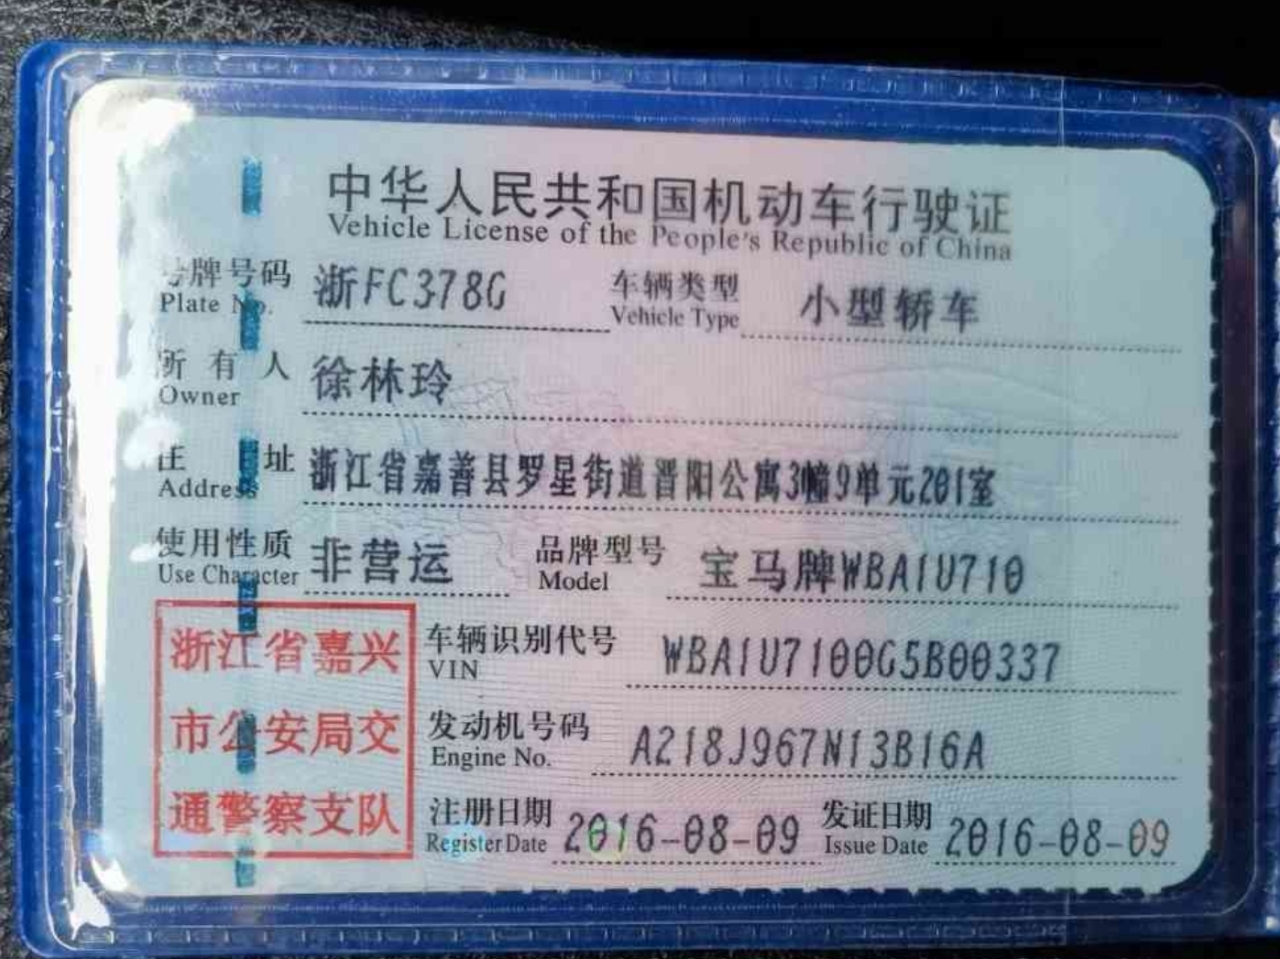 中华人民共和国机动车行驶证
Vehicle License of the People's Republic of China
号牌号码 浙FC378G 车辆类型 小型轿车
Plate No. Vehicle Type
所有人 徐林玲
Owner
住址 浙江省嘉善县罗星街道晋阳公寓3幢9单元201室
Address
使用性质 非营运 品牌型号 宝马牌WBA1U710
Use Character Model
浙江省嘉兴
市公安局交
通警察支队
车辆识别代号 WBA1U7100G5B00337
VIN
发动机号码 A218J967N13B16A
Engine No.
注册日期 2016-08-09 发证日期 2016-08-09
Register Date Issue Date